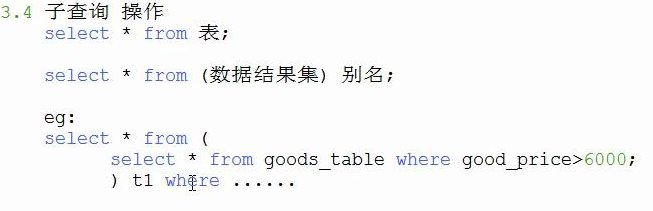 3.4 子查询 操作
select * from 表;
select * from (数据结果集) 别名;
eg:
select * from (
select * from goods_table where good_price>6000;
) t1 where ......